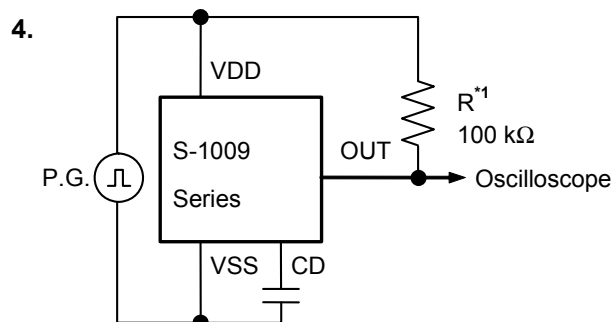 4.
VDD
R*1
100 kΩ
S-1009
Series
OUT
P.G.
Oscilloscope
VSS
CD